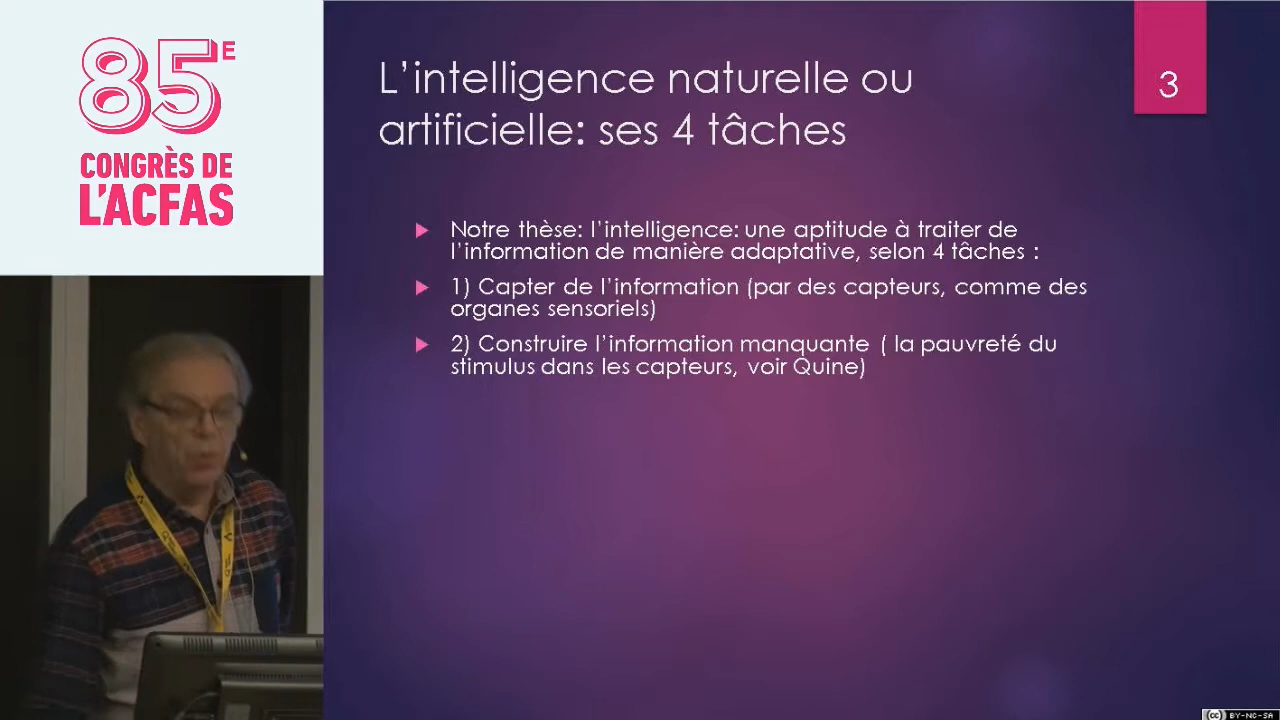 85E
CONGRÈS DE
L'ACFAS
L'intelligence naturelle ou
artificielle: ses 4 tâches
3
Notre thèse: l'intelligence: une aptitude à traiter de
l'information de manière adaptative, selon 4 tâches :
1) Capter de l'information (par des capteurs, comme des
organes sensoriels)
2) Construire l'information manquante ( la pauvreté du
stimulus dans les capteurs, voir Quine)
cc BY-NC-SA